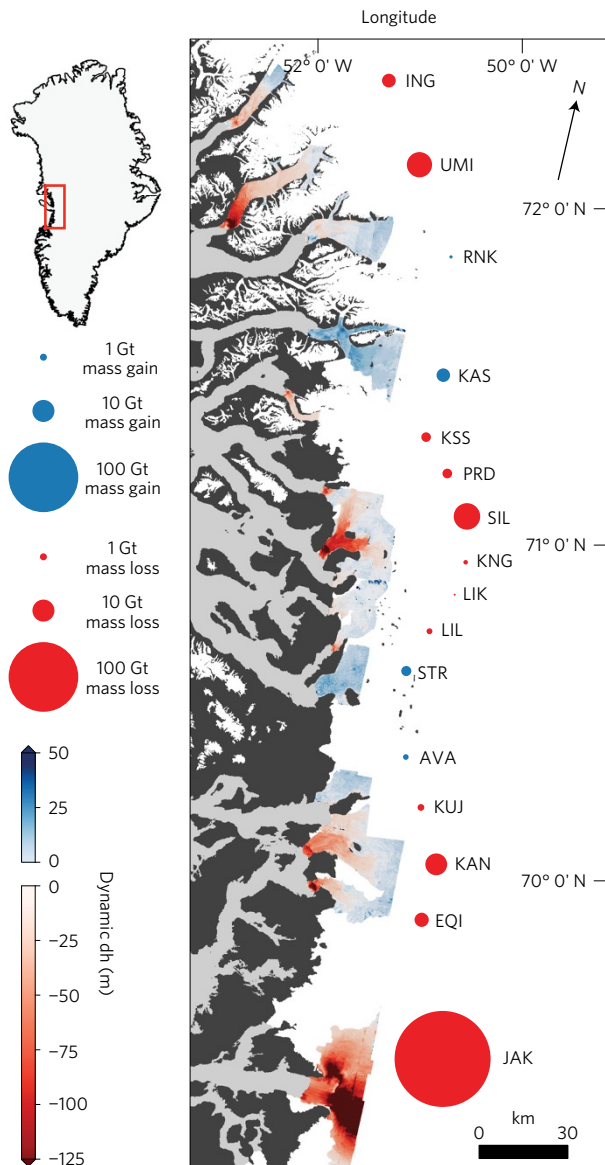 Longitude
52° 0' W
50° 0' W
N
ING
UMI
72° 0' N
RNK
1 Gt
mass gain
KAS
10 Gt
mass gain
KSS
100 Gt
mass gain
PRD
SIL
71° 0' N
1 Gt
mass loss
KNG
LIK
10 Gt
mass loss
LIL
100 Gt
mass loss
STR
50
AVA
25
KUJ
0
KAN
0
70° 0' N
Dynamic dh (m)
EQI
−25
−50
−75
JAK
−100
km
0
30
−125